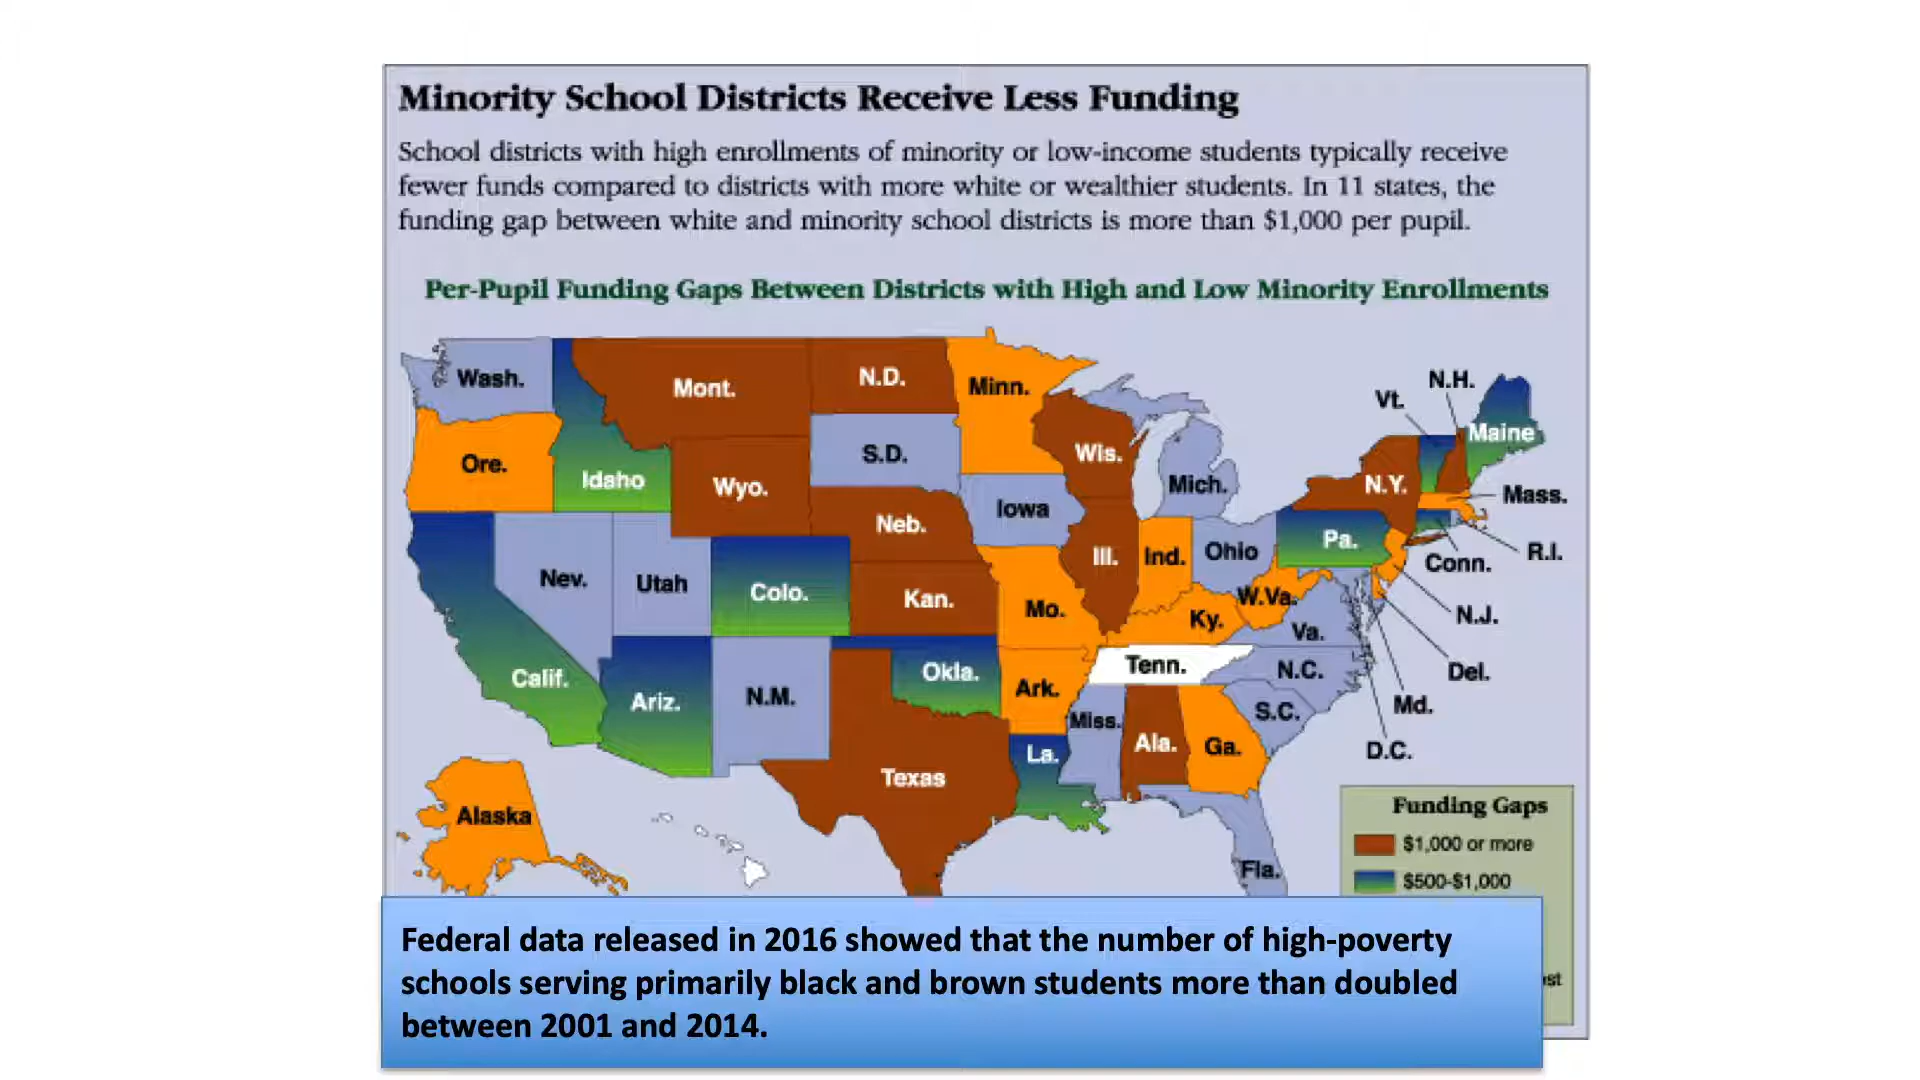 Minority School Districts Receive Less Funding
School districts with high enrollments of minority or low-income students typically receive
fewer funds compared to districts with more white or wealthier students. In 11 states, the
funding gap between white and minority school districts is more than $1,000 per pupil.
Per-Pupil Funding Gaps Between Districts with High and Low Minority Enrollments
Wash.
Mont.
N.D.
Minn.
N.H.
Vt.
Maine
Ore.
Idaho
Wyo.
S.D.
Wis.
Mich.
N.Y.
Mass.
Iowa
Neb.
Pa.
R.I.
Conn.
Nev.
Utah
Colo.
Kan.
Mo.
Ill.
Ind.
Ohio
W.Va.
Ky.
Va.
N.J.
Calif.
Ariz.
N.M.
Okla.
Ark.
Tenn.
N.C.
Del.
Miss.
S.C.
Md.
Texas
La.
Ala.
Ga.
D.C.
Alaska
Fla.
Funding Gaps
$1,000 or more
$500-$1,000
Federal data released in 2016 showed that the number of high-poverty
schools serving primarily black and brown students more than doubled
between 2001 and 2014.